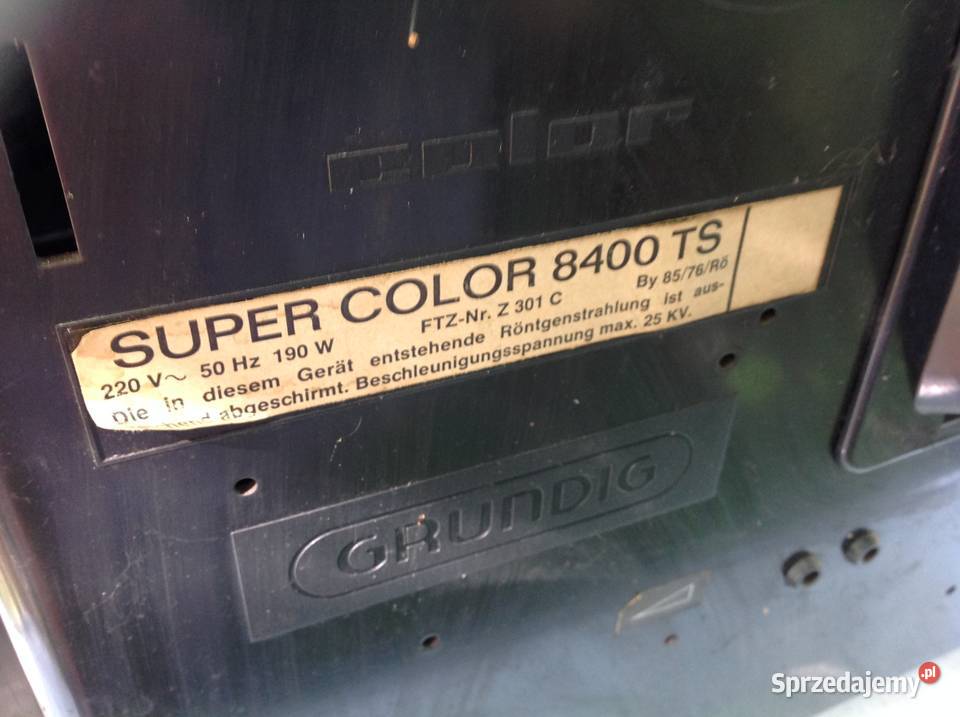 color
SUPER COLOR 8400 TS
220 V~ 50 Hz 190 W FTZ-Nr. Z 301 C By 85/76/Rö
Die in diesem Gerät entstehende Röntgenstrahlung ist aus-
abgeschirmt. Beschleunigungsspannung max. 25 KV.
GRUNDIG
Sprzedajemy.pl